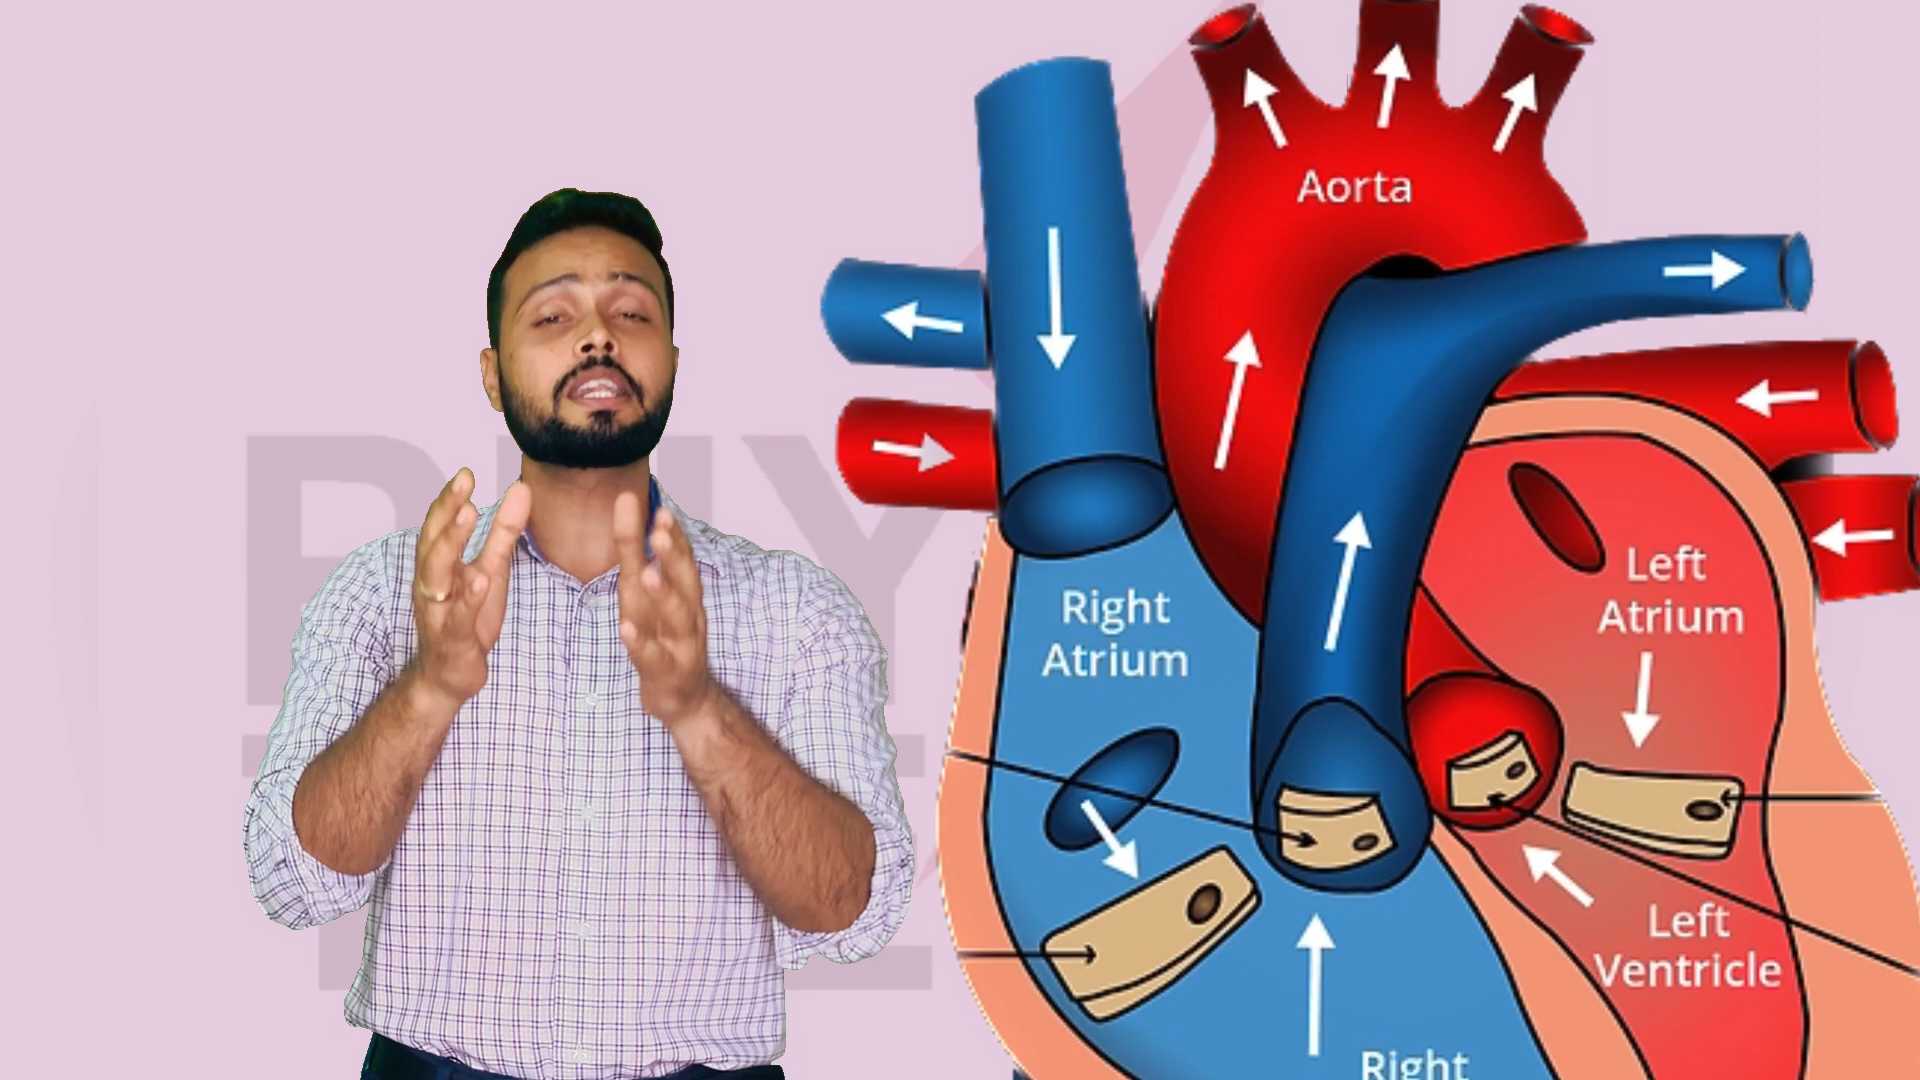 Aorta
Right
Atrium
Left
Atrium
Left
Ventricle
Right